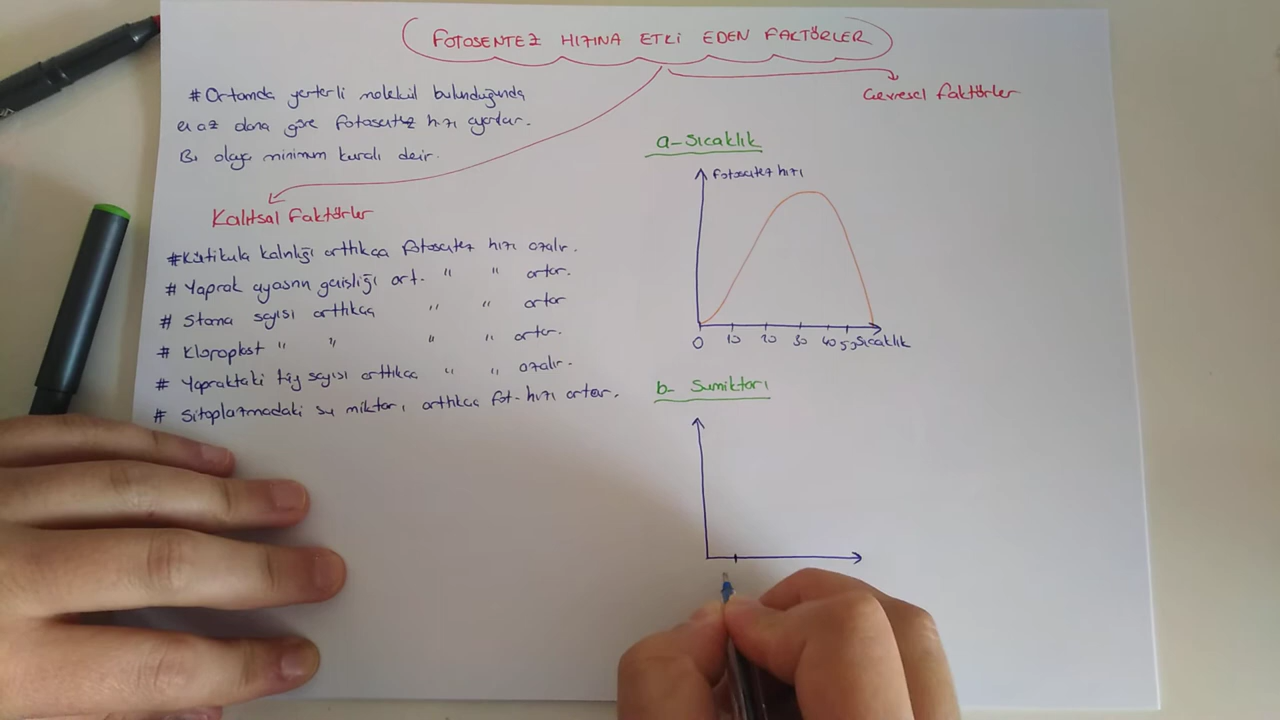 FOTOSENTEZ HIZINA ETKİ EDEN FAKTÖRLER
# Ortamda yeterli molekül bulunduğunda
en az olana göre fotosentez hızı ayarlar.
Bı olaya minimum kuralı denir.
Kalıtsal Faktörler
# Kütikula kalınlığı arttıkça fotosentez hızı azalır.
# Yaprak ayasının genişliği art. " " artar.
# Stoma sayısı arttıkça " " artar
# Kloroplast " " " " artar.
# Yapraktaki tüy sayısı arttıkça " " azalır.
# Sitoplazmadaki su miktarı arttıkça fot- hızı artar.
Çevresel Faktörler
a-Sıcaklık
Fotosentez hızı
0 10 20 30 40 50 Sıcaklık
b- Su miktarı